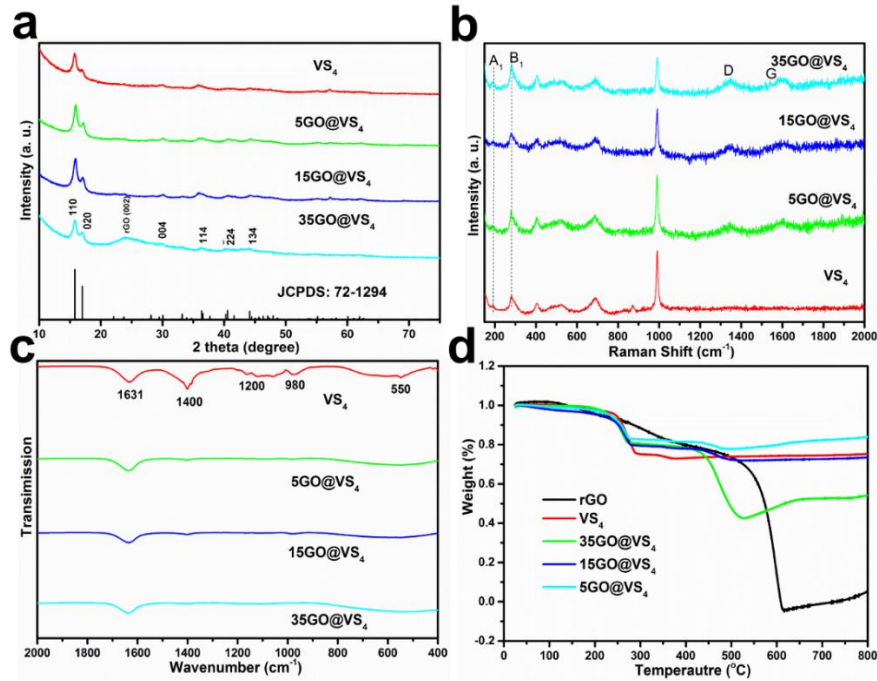 a
VS4
5GO@VS4
15GO@VS4
35GO@VS4
110
020
rGO (002)
004
114
2̄24
134
JCPDS: 72-1294
Intensity (a. u.)
10 20 30 40 50 60 70
2 theta (degree)
b
A1
B1
35GO@VS4
D
G
15GO@VS4
5GO@VS4
VS4
Intensity (a. u.)
200 400 600 800 1000 1200 1400 1600 1800 2000
Raman Shift (cm-1)
c
1631
1400
1200
980
550
VS4
5GO@VS4
15GO@VS4
35GO@VS4
Transimission
2000 1800 1600 1400 1200 1000 800 600 400
Wavenumber (cm-1)
d
1.2
1.0
0.8
0.6
0.4
0.2
0.0
-0.2
Weight (%)
rGO
VS4
35GO@VS4
15GO@VS4
5GO@VS4
0 100 200 300 400 500 600 700 800
Temperautre (oC)